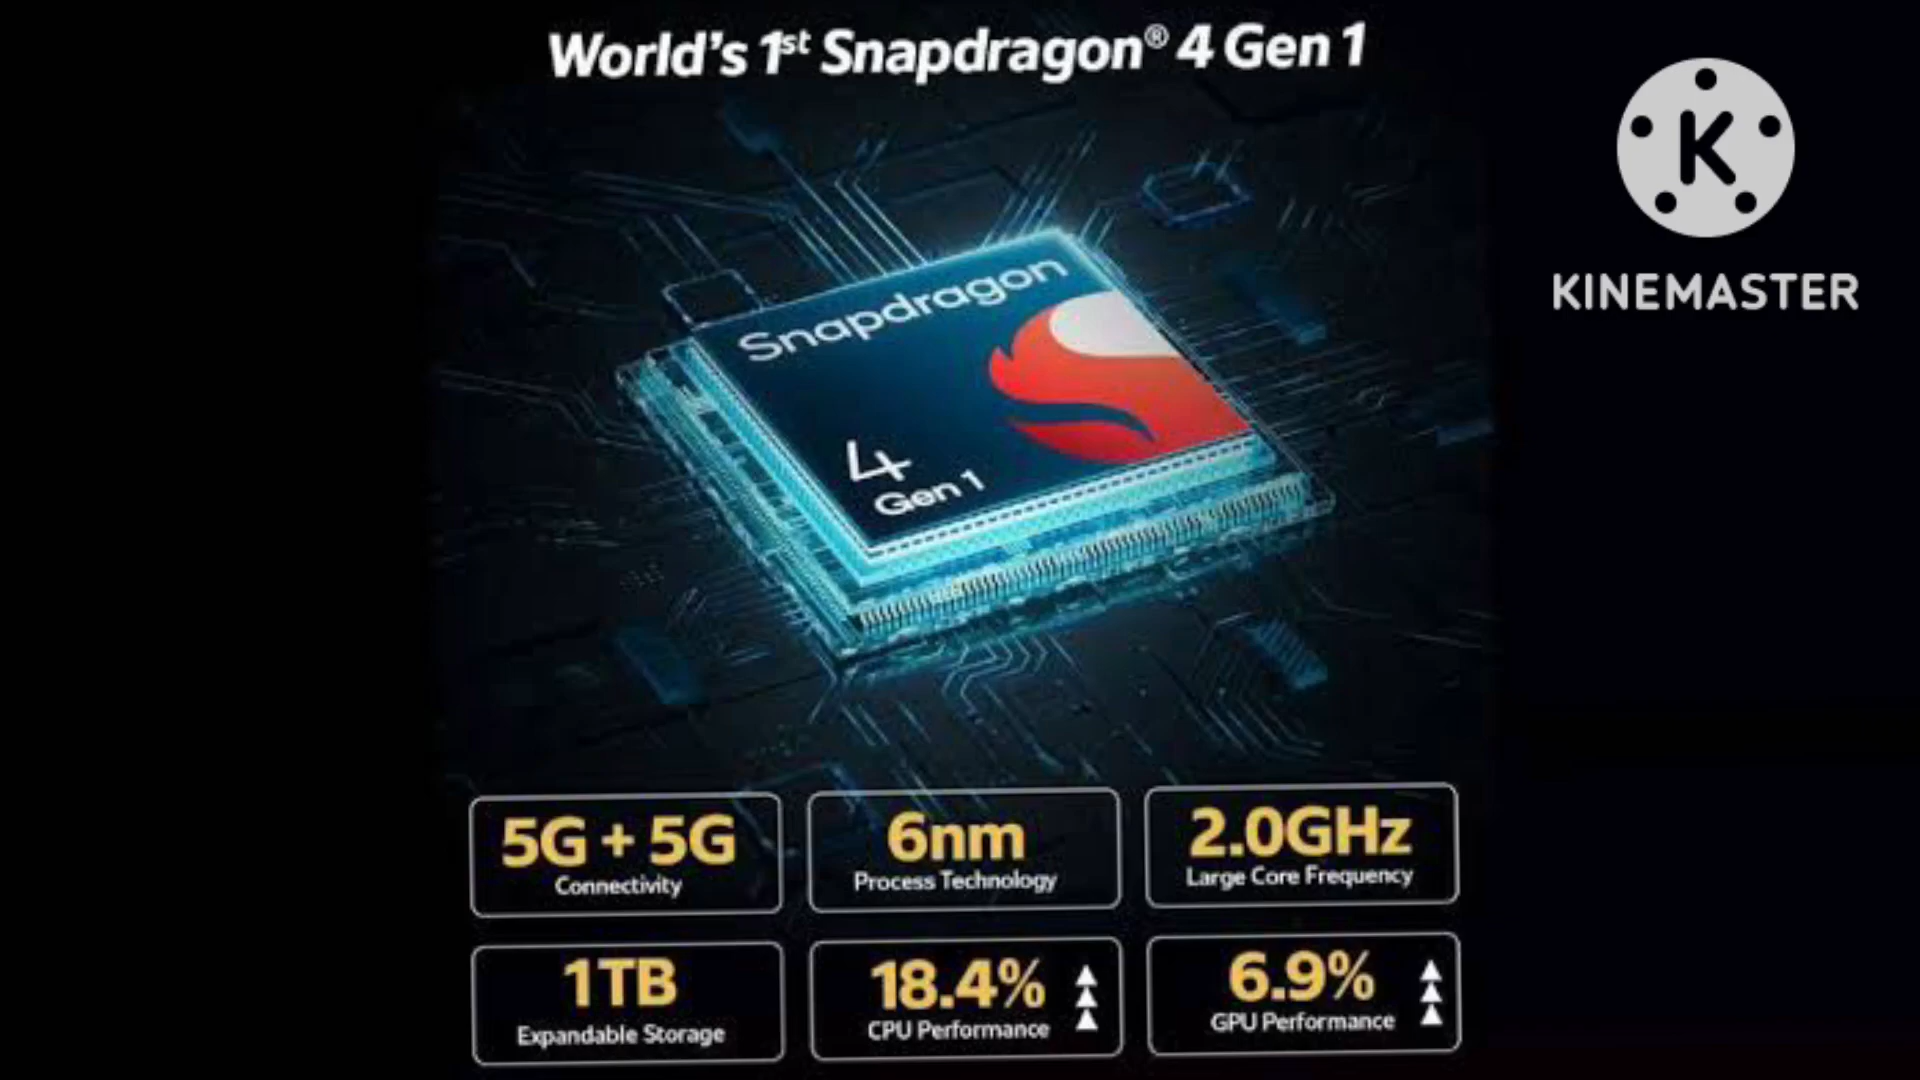 World's 1st Snapdragon® 4 Gen 1
K
KINEMASTER
Snapdragon
4
Gen 1
5G + 5G
Connectivity
6nm
Process Technology
2.0GHz
Large Core Frequency
1TB
Expandable Storage
18.4%
CPU Performance
6.9%
GPU Performance